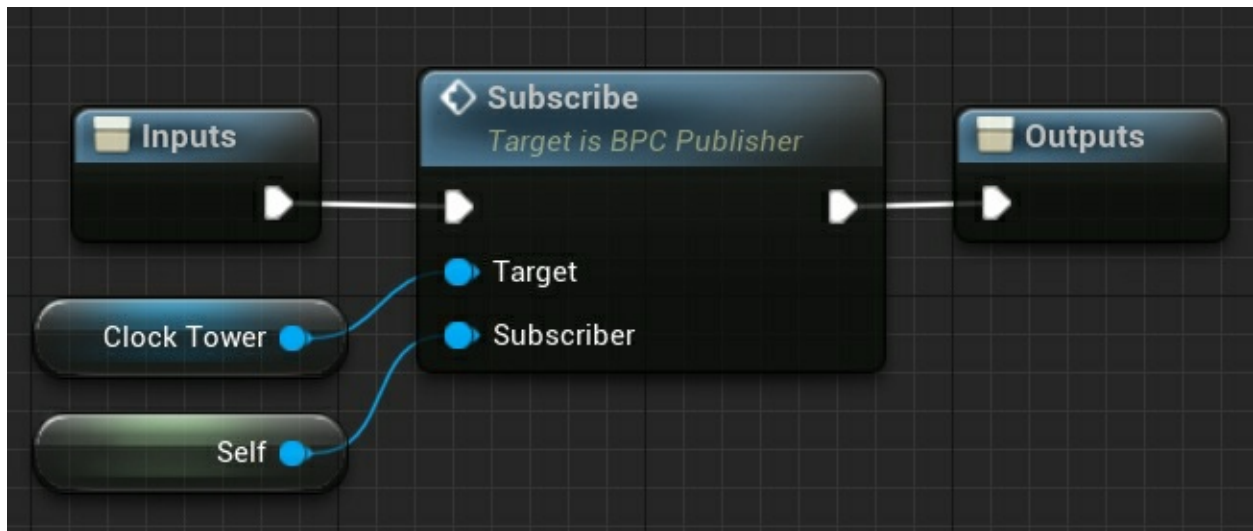 Inputs
Subscribe
Target is BPC Publisher
Outputs
Target
Subscriber
Clock Tower
Self